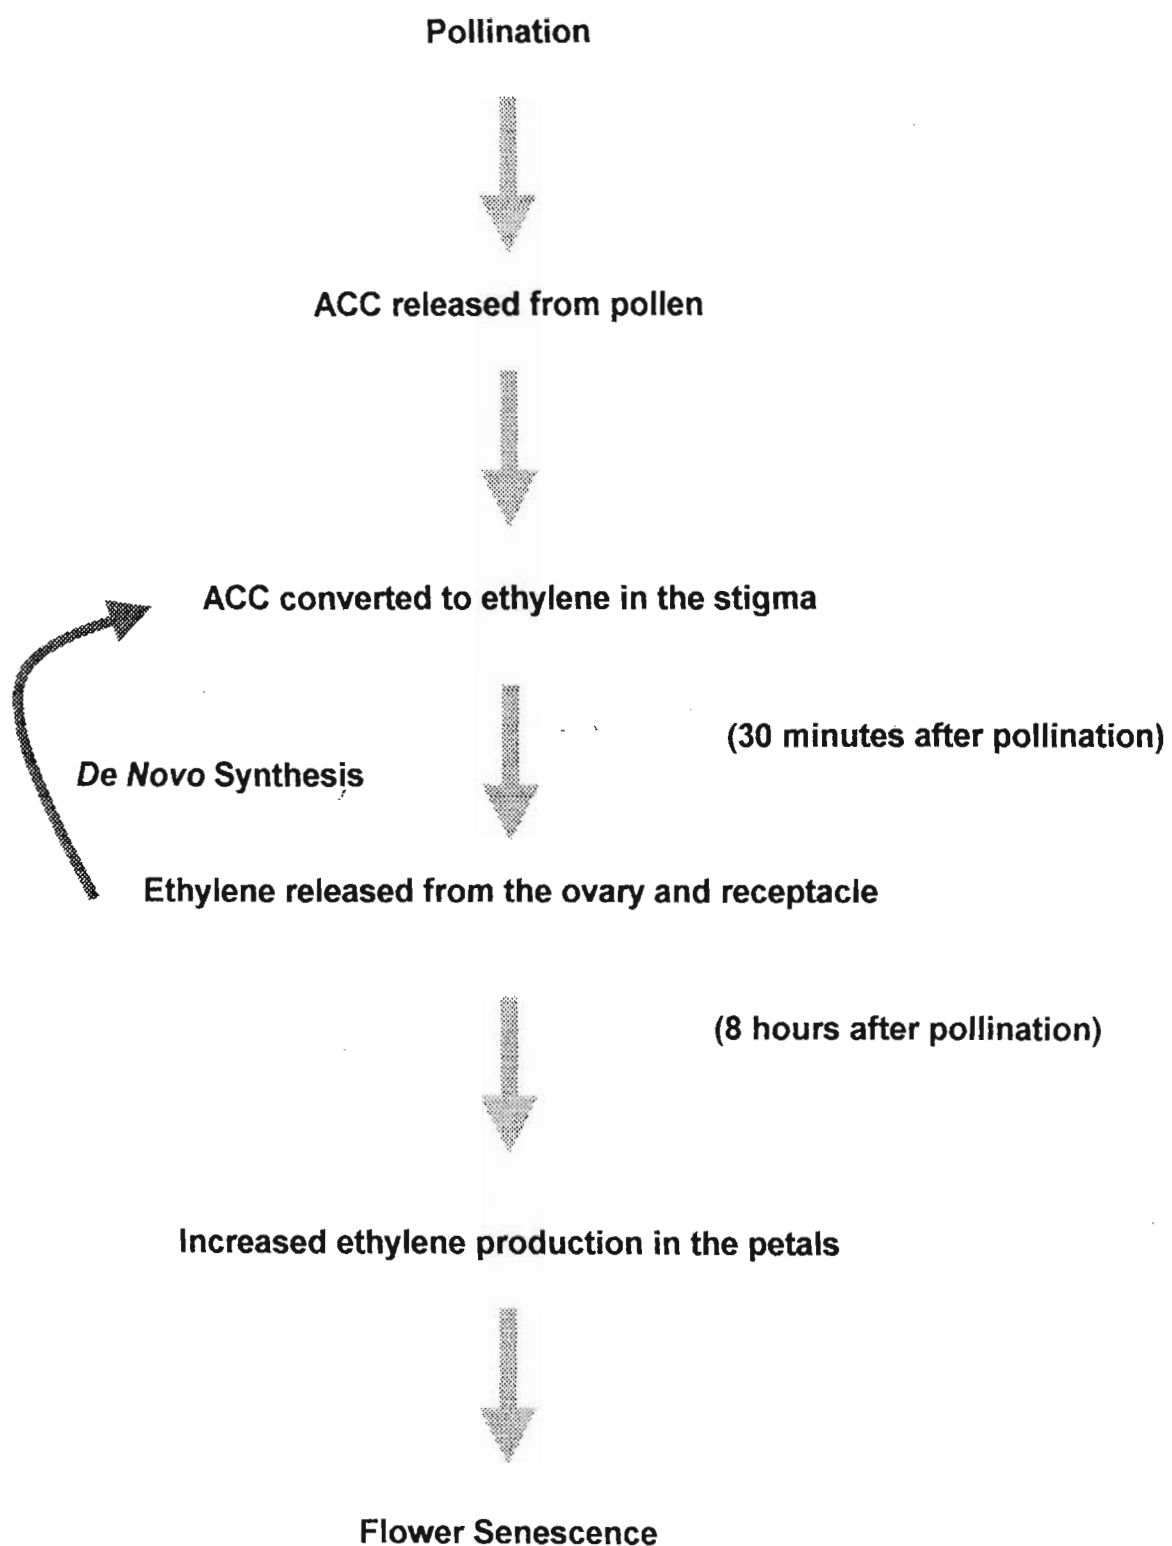 Pollination
ACC released from pollen
ACC converted to ethylene in the stigma
(30 minutes after pollination)
De Novo Synthesis
Ethylene released from the ovary and receptacle
(8 hours after pollination)
Increased ethylene production in the petals
Flower Senescence